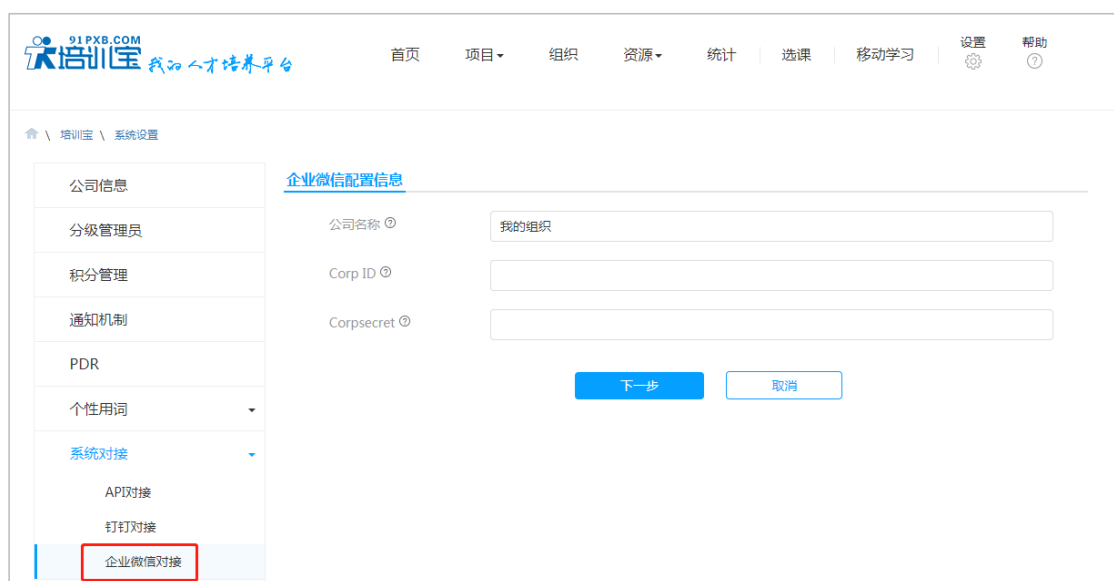 91PXB.COM
培训宝 我的人才培养平台
首页 项目 组织 资源 统计 选课 移动学习 设置 帮助
\ 培训宝 \ 系统设置
公司信息
分级管理员
积分管理
通知机制
PDR
个性用词
系统对接
API对接
钉钉对接
企业微信对接
企业微信配置信息
公司名称 ?
我的组织
Corp ID ?
Corpsecret ?
下一步 取消